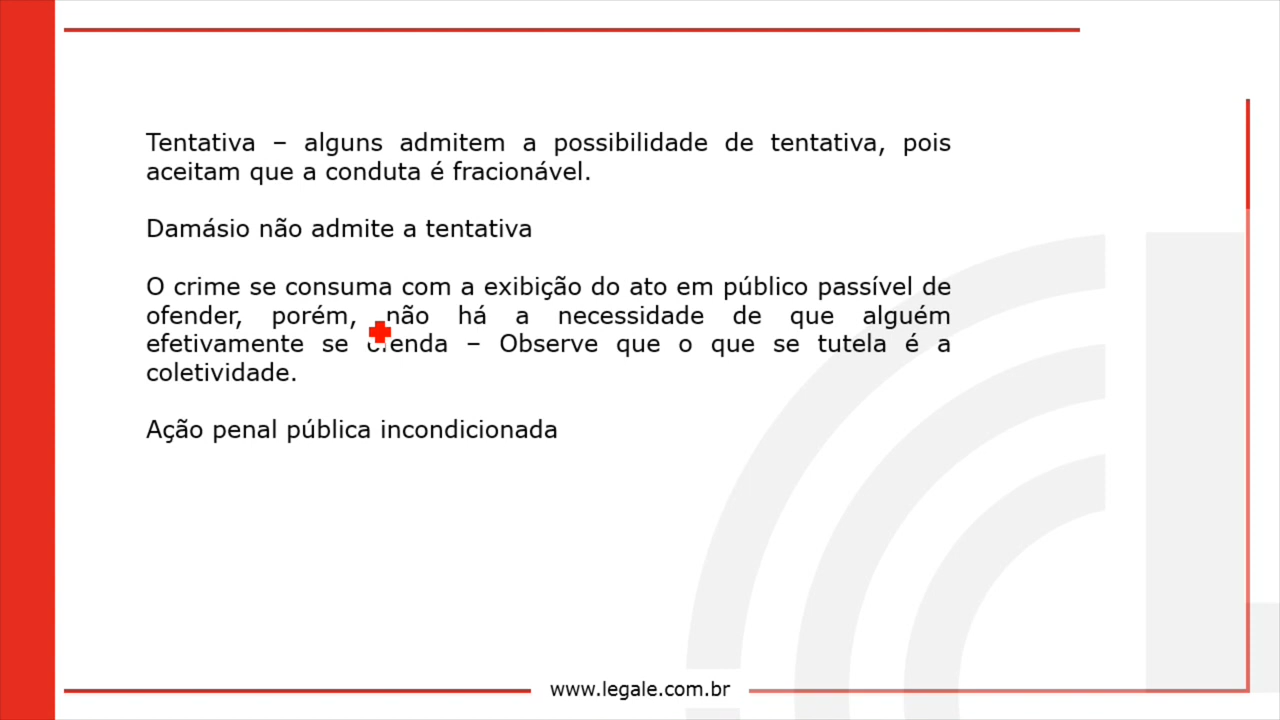 Tentativa – alguns admitem a possibilidade de tentativa, pois
aceitam que a conduta é fracionável.
Damásio não admite a tentativa
O crime se consuma com a exibição do ato em público passível de
ofender, porém, não há a necessidade de que alguém
efetivamente se ofenda – Observe que o que se tutela é a
coletividade.
Ação penal pública incondicionada
www.legale.com.br